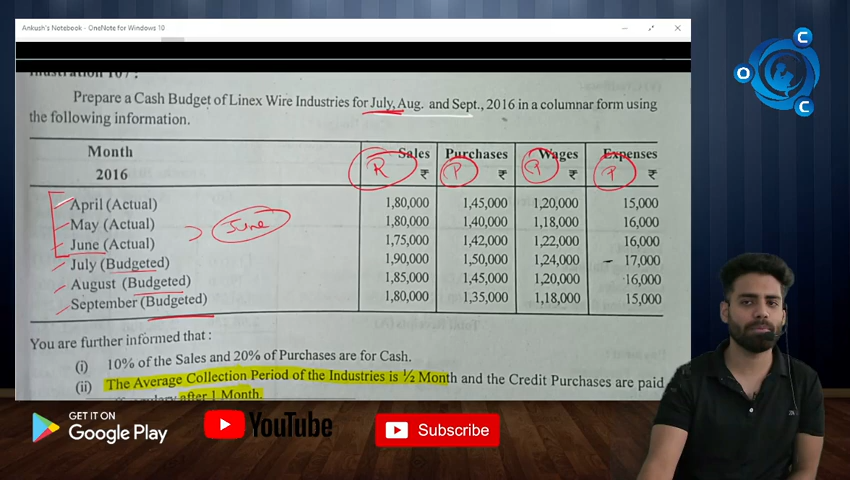 Ankush's Notebook - OneNote for Windows 10
Illustration 107 :
Prepare a Cash Budget of Linex Wire Industries for July, Aug. and Sept., 2016 in a columnar form using
the following information.
Month Sales Purchases Wages Expenses
2016 R ₹ P ₹ P ₹ P ₹
April (Actual) 1,80,000 1,45,000 1,20,000 15,000
May (Actual) June 1,80,000 1,40,000 1,18,000 16,000
June (Actual) 1,75,000 1,42,000 1,22,000 16,000
July (Budgeted) 1,90,000 1,50,000 1,24,000 17,000
August (Budgeted) 1,85,000 1,45,000 1,20,000 16,000
September (Budgeted) 1,80,000 1,35,000 1,18,000 15,000
You are further informed that :
(i) 10% of the Sales and 20% of Purchases are for Cash.
(ii) The Average Collection Period of the Industries is ½ Month and the Credit Purchases are paid
after 1 Month.
C
O
C
GET IT ON
Google Play
YouTube
Subscribe